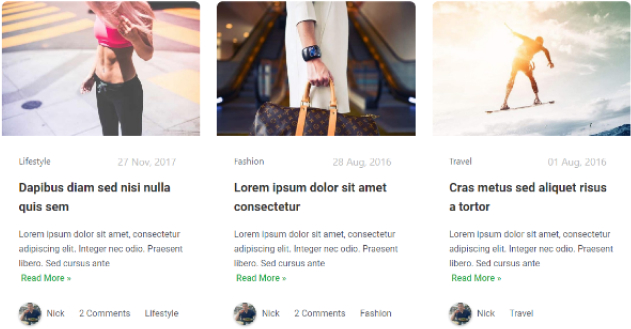 Lifestyle 27 Nov, 2017
Dapibus diam sed nisi nulla
quis sem
Lorem ipsum dolor sit amet, consectetur
adipiscing elit. Integer nec odio. Praesent
libero. Sed cursus ante
Read More »
Nick 2 Comments Lifestyle
Fashion 28 Aug, 2016
Lorem ipsum dolor sit amet
consectetur
Lorem ipsum dolor sit amet, consectetur
adipiscing elit. Integer nec odio. Praesent
libero. Sed cursus ante
Read More »
Nick 2 Comments Fashion
Travel 01 Aug, 2016
Cras metus sed aliquet risus
a tortor
Lorem ipsum dolor sit amet, consectetur
adipiscing elit. Integer nec odio. Praesent
libero. Sed cursus ante
Read More »
Nick Travel